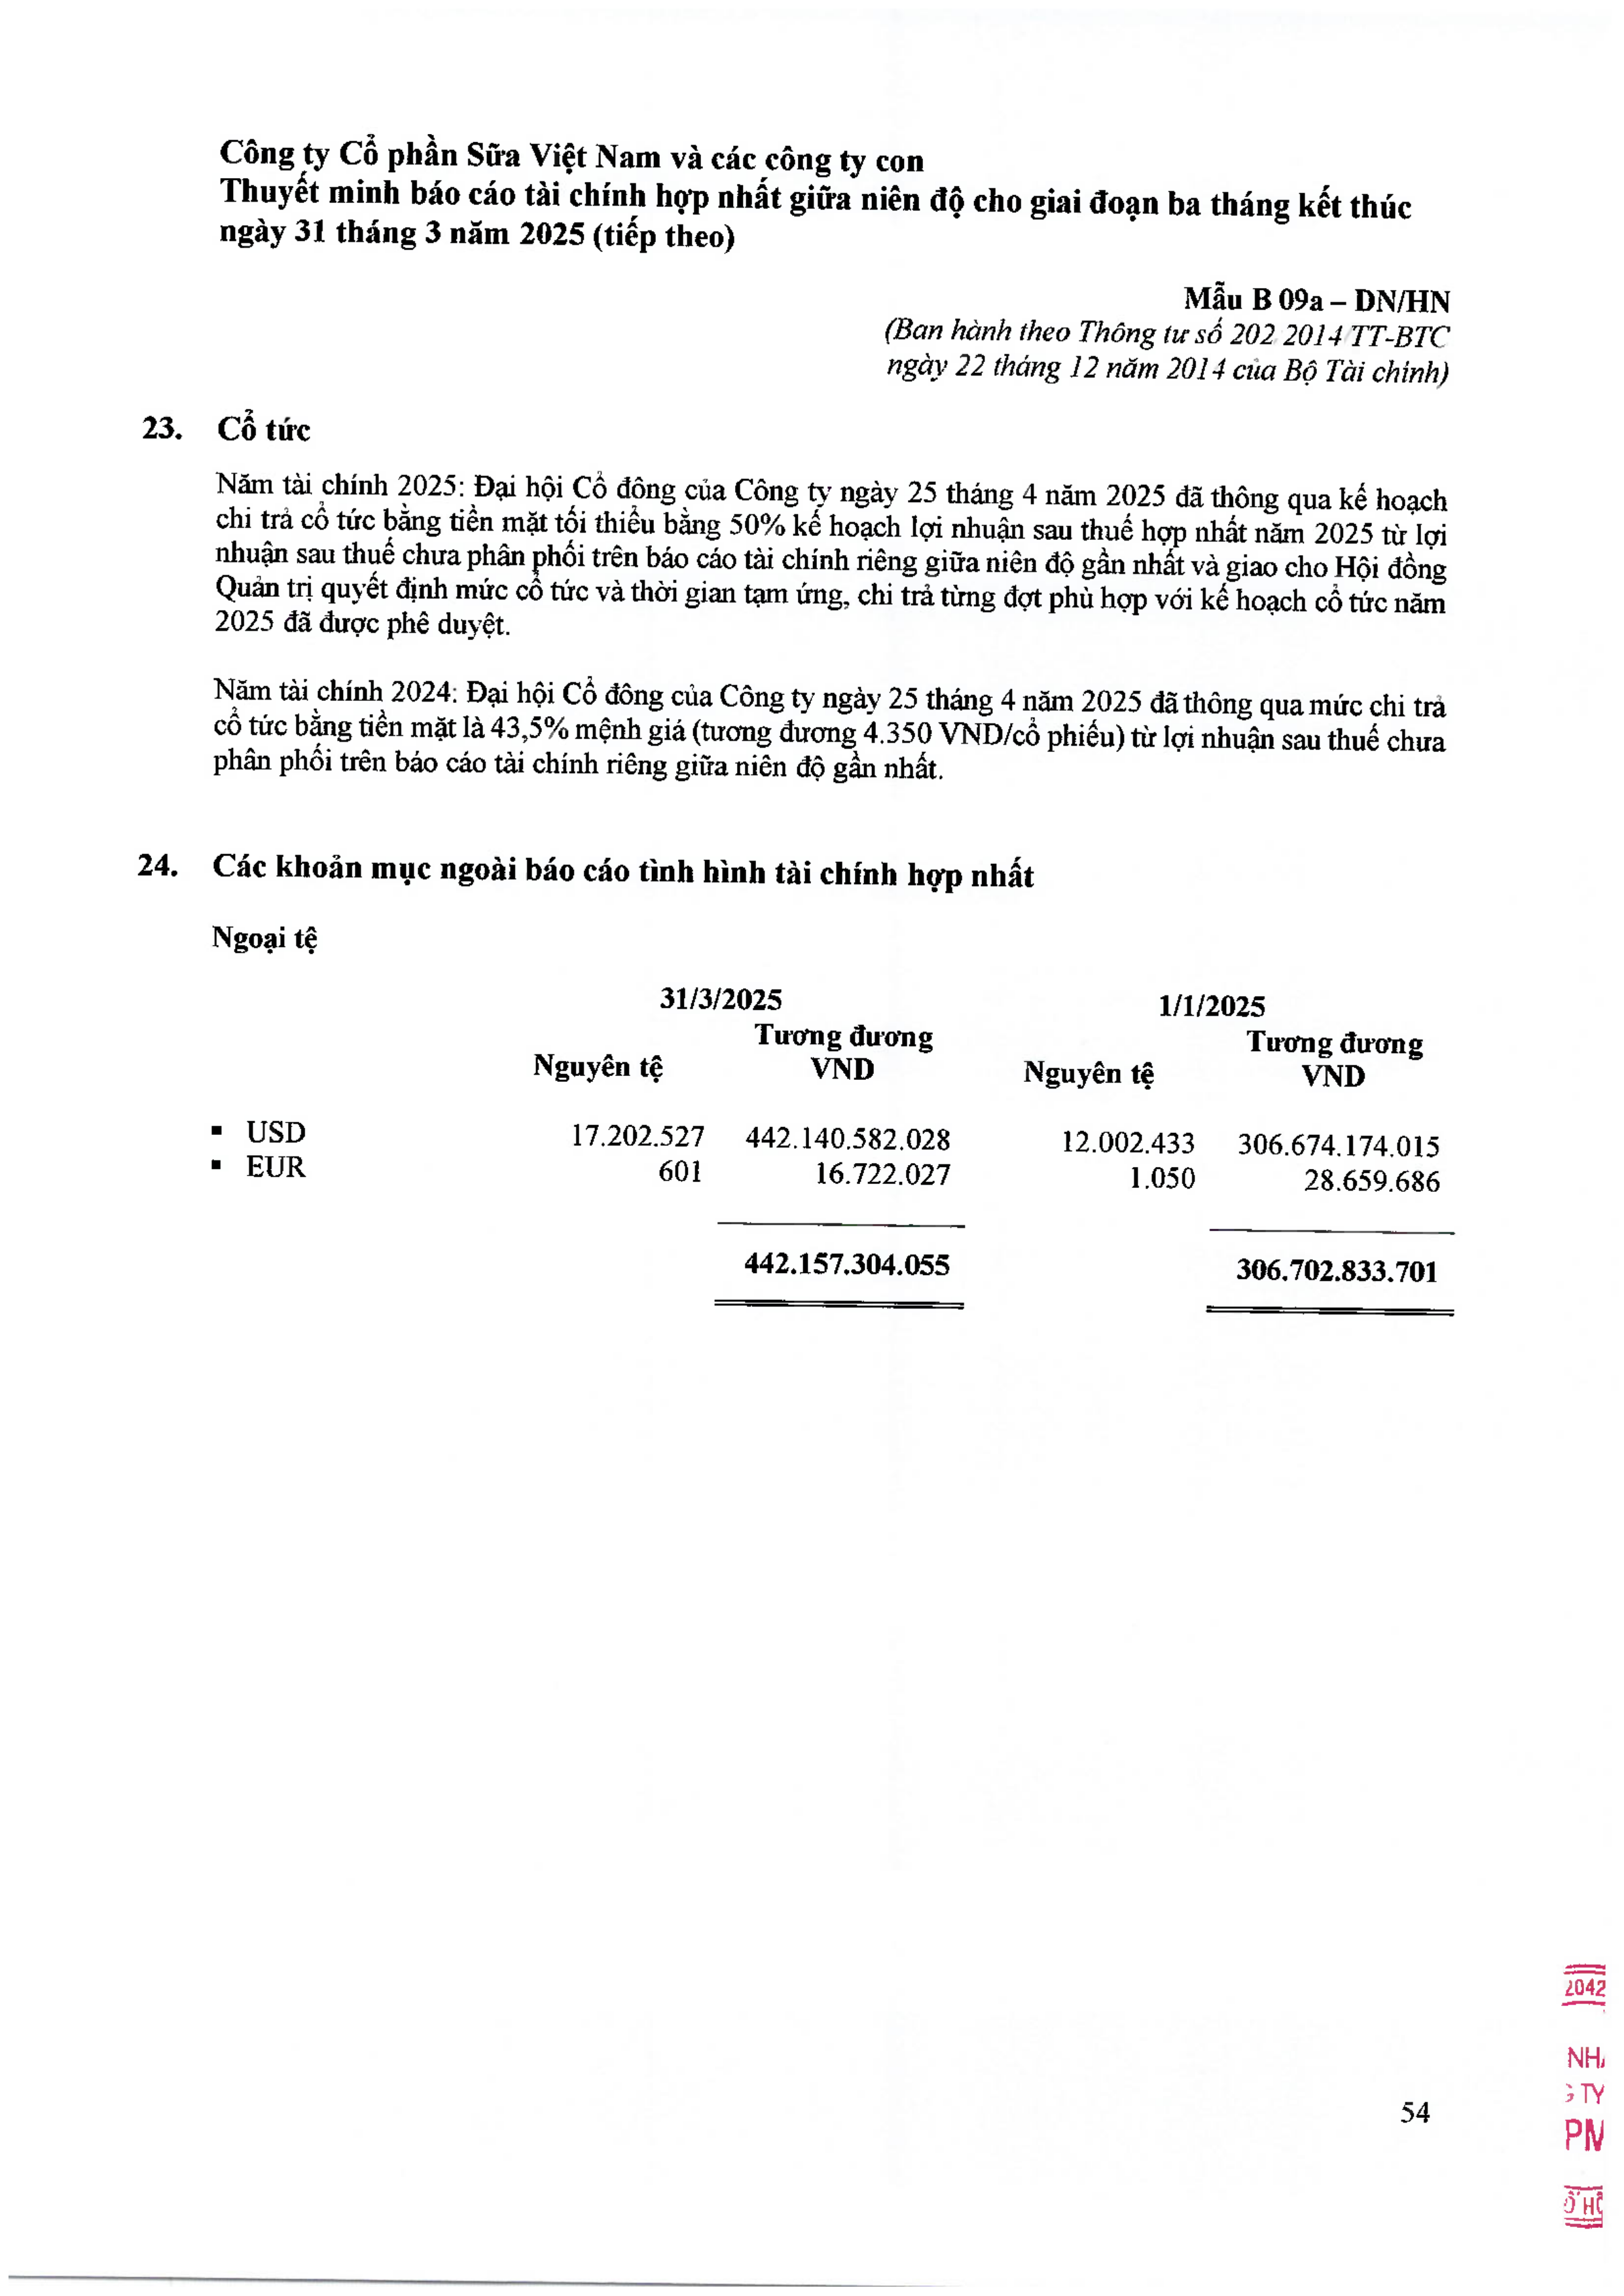 Công ty Cổ phần Sữa Việt Nam và các công ty con
Thuyết minh báo cáo tài chính hợp nhất giữa niên độ cho giai đoạn ba tháng kết thúc
ngày 31 tháng 3 năm 2025 (tiếp theo)
Mẫu B 09a – DN/HN
(Ban hành theo Thông tư số 202 2014/TT-BTC
ngày 22 tháng 12 năm 2014 của Bộ Tài chính)
23. Cổ tức
Năm tài chính 2025: Đại hội Cổ đông của Công ty ngày 25 tháng 4 năm 2025 đã thông qua kế hoạch
chi trả cổ tức bằng tiền mặt tối thiểu bằng 50% kế hoạch lợi nhuận sau thuế hợp nhất năm 2025 từ lợi
nhuận sau thuế chưa phân phối trên báo cáo tài chính riêng giữa niên độ gần nhất và giao cho Hội đồng
Quản trị quyết định mức cổ tức và thời gian tạm ứng, chi trả từng đợt phù hợp với kế hoạch cổ tức năm
2025 đã được phê duyệt.
Năm tài chính 2024: Đại hội Cổ đông của Công ty ngày 25 tháng 4 năm 2025 đã thông qua mức chi trả
cổ tức bằng tiền mặt là 43,5% mệnh giá (tương đương 4.350 VND/cổ phiếu) từ lợi nhuận sau thuế chưa
phân phối trên báo cáo tài chính riêng giữa niên độ gần nhất.
24. Các khoản mục ngoài báo cáo tình hình tài chính hợp nhất
Ngoại tệ
31/3/2025 1/1/2025
Tương đương Tương đương
Nguyên tệ VND Nguyên tệ VND
▪ USD 17.202.527 442.140.582.028 12.002.433 306.674.174.015
▪ EUR 601 16.722.027 1.050 28.659.686
442.157.304.055 306.702.833.701
2042
NH
TY
54
PM